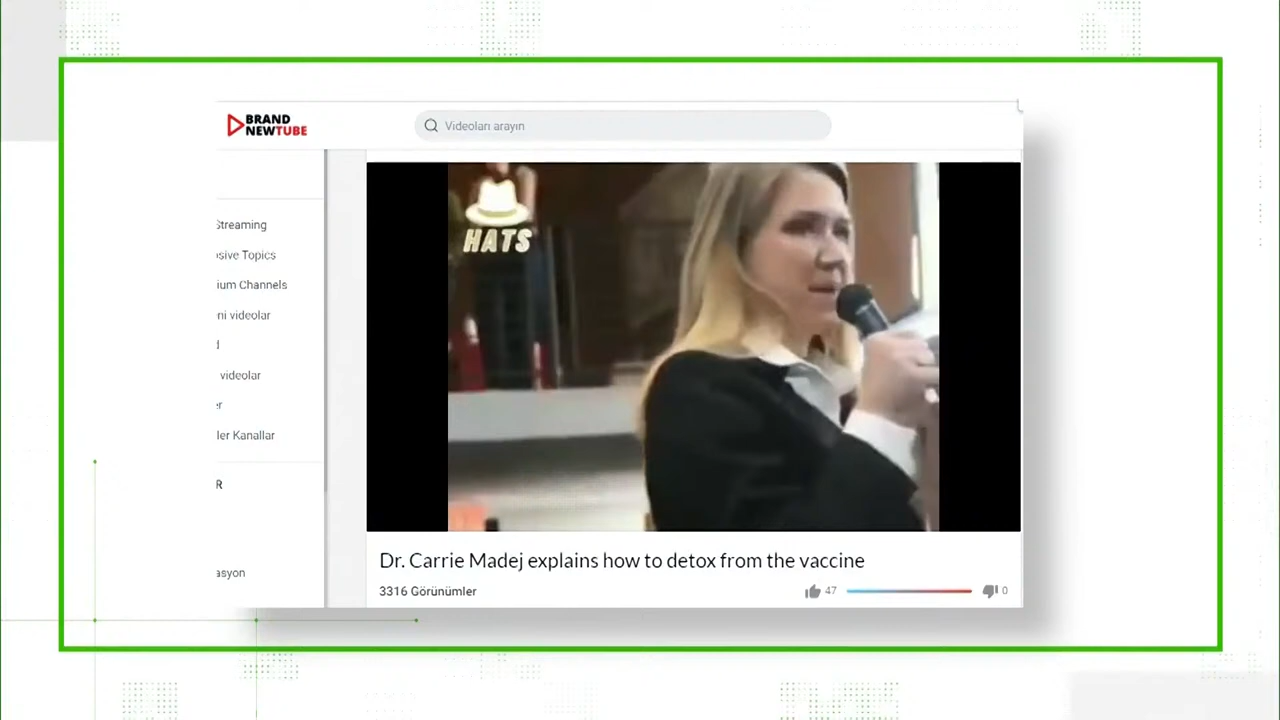 BRAND
NEWTUBE
Videoları arayın
Streaming
sive Topics
ium Channels
ni videolar
d
videolar
er
ler Kanallar
R
asyon
HATS
Dr. Carrie Madej explains how to detox from the vaccine
3316 Görünümler
47
0